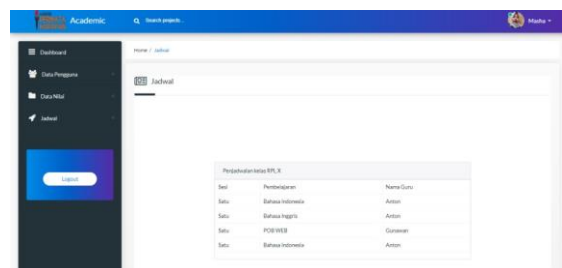 Academic
Search projects..
Masha
Dashboard
Data Pengguna
Data Nilai
Jadwal
Logout
Home / Jadwal
Jadwal
Penjadwalan kelas RPL X
Sesi Pembelajaran Nama Guru
Satu Bahasa Indonesia Anton
Satu Bahasa Inggris Anton
Satu PDB WEB Gunawan
Satu Bahasa Indonesia Anton